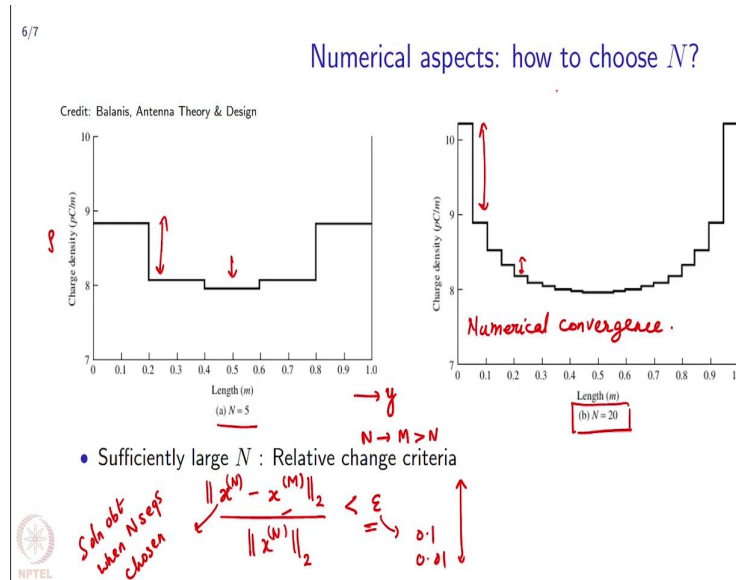 6/7
Numerical aspects: how to choose N?
Credit: Balanis, Antenna Theory & Design
10
9
8
7
Charge density (pC/m)
ρ
0 0.1 0.2 0.3 0.4 0.5 0.6 0.7 0.8 0.9 1.0
Length (m)
(a) N = 5
→ y
10
9
8
7
Charge density (pC/m)
Numerical convergence.
0 0.1 0.2 0.3 0.4 0.5 0.6 0.7 0.8 0.9 1
Length (m)
(b) N = 20
N → M > N
• Sufficiently large N : Relative change criteria
Soln obt
when N segs
chosen
‖x^(N) - x^(M)‖₂ / ‖x^(N)‖₂ < ε
0.1
0.01
NPTEL